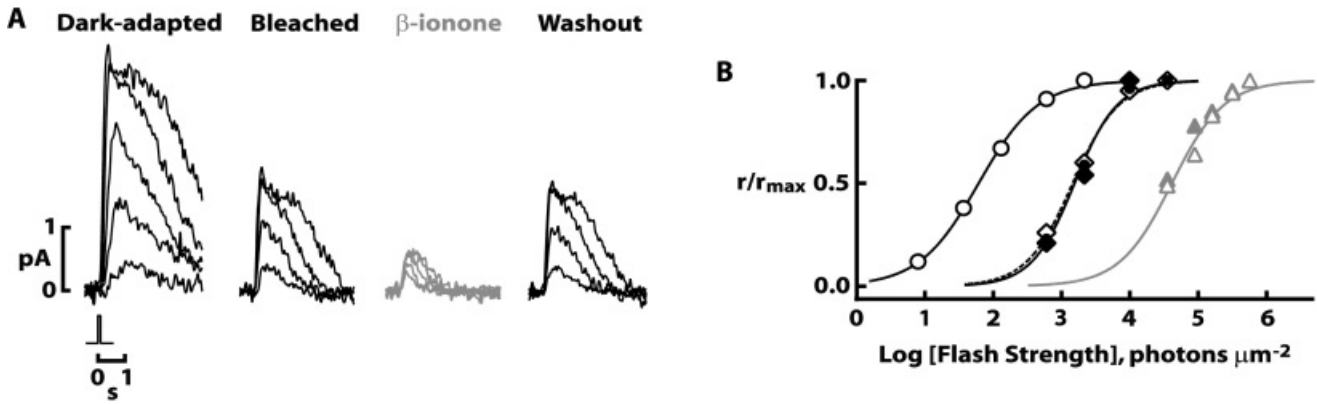 A
Dark-adapted Bleached β-ionone Washout
1
pA
0
0 1
s
B
1.0
r/rmax 0.5
0.0
0 1 2 3 4 5 6
Log [Flash Strength], photons μm-2